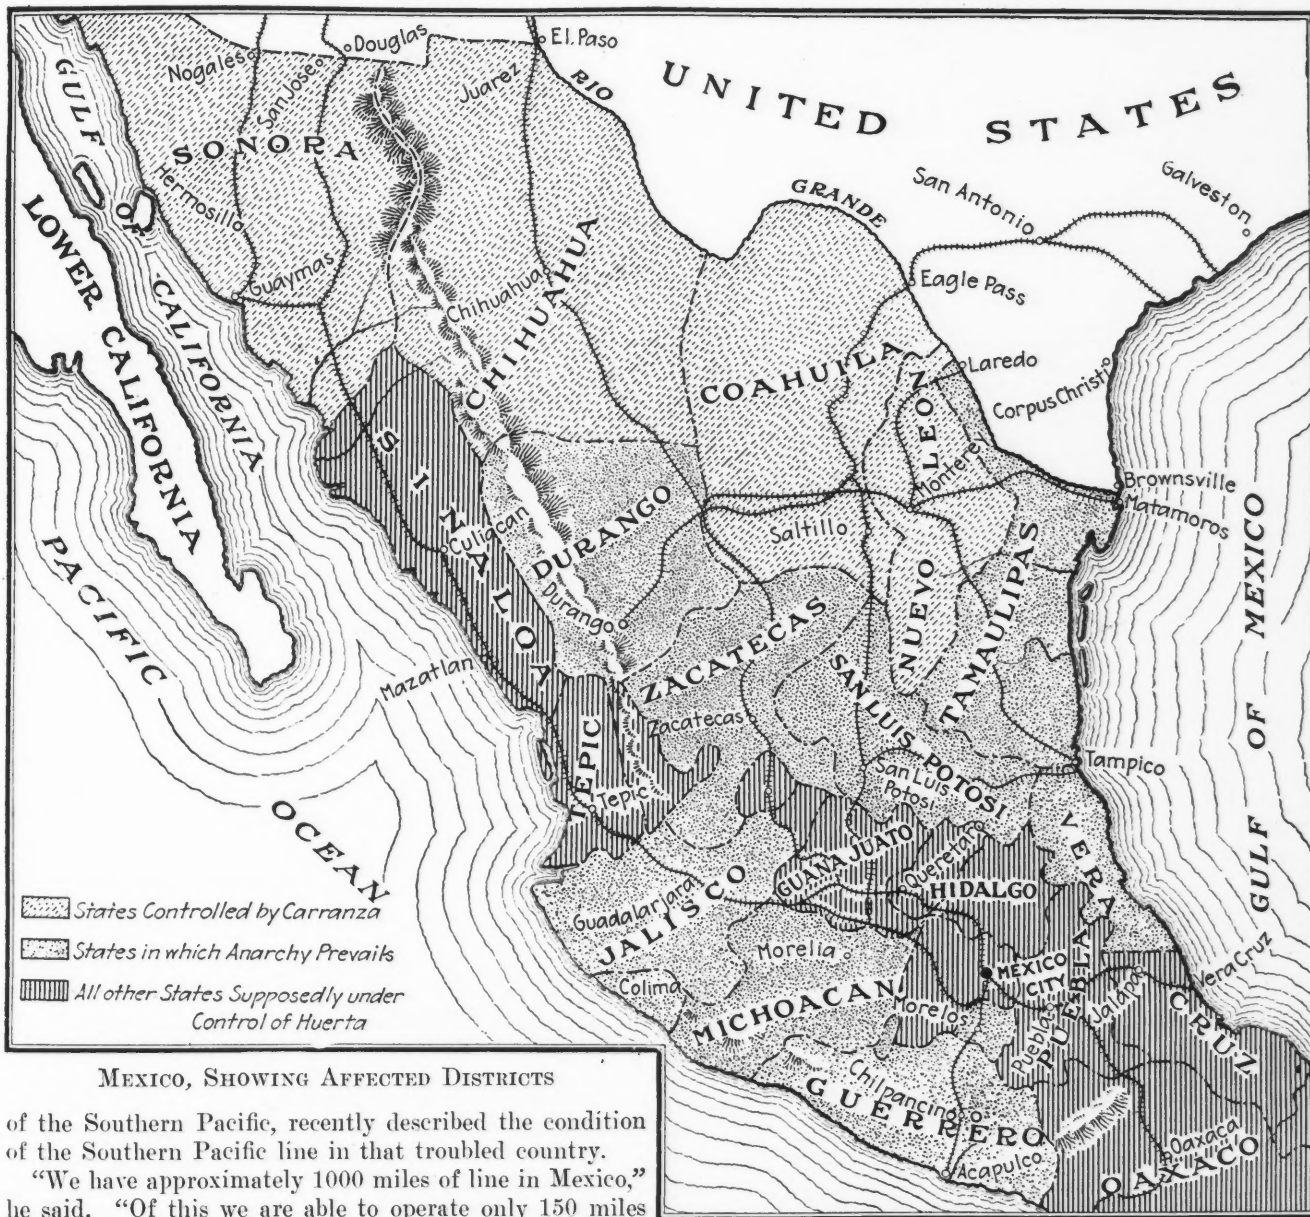 UNITED STATES
Douglas
El. Paso
Nogales
San Jose
Juarez
RIO
GRANDE
SONORA
Hermosillo
Guaymas
GULF OF CALIFORNIA
LOWER CALIFORNIA
CHIHUAHUA
Chihuahua
San Antonio
Galveston
Eagle Pass
Laredo
Corpus Christi
COAHUILA
NUEVO LEON
Monterey
Brownsville
Matamoros
Saltillo
SINALOA
Culiacan
DURANGO
Durango
TAMAULIPAS
ZACATECAS
Zacatecas
SAN LUIS POTOSI
San Luis
Potosi
Mazatlan
TEPIC
Tepic
Tampico
PACIFIC
OCEAN
GULF OF MEXICO
GUANAJUATO
Queretaro
HIDALGO
VERA CRUZ
Vera Cruz
Guadalarjara
JALISCO
Morelia
Colima
MICHOACAN
MEXICO
CITY
Morelos
PUEBLA
Puebla
Jalapa
Chilpancingo
GUERRERO
Acapulco
Oaxaca
OAXACO
States Controlled by Carranza
States in which Anarchy Prevails
All other States Supposedly under
Control of Huerta
MEXICO, SHOWING AFFECTED DISTRICTS
of the Southern Pacific, recently described the condition
of the Southern Pacific line in that troubled country.
"We have approximately 1000 miles of line in Mexico,"
he said. "Of this we are able to operate only 150 miles